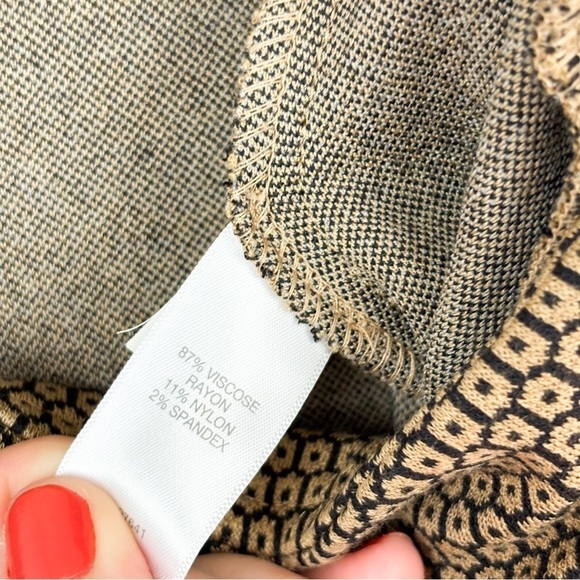 87% VISCOSE
RAYON
11% NYLON
2% SPANDEX